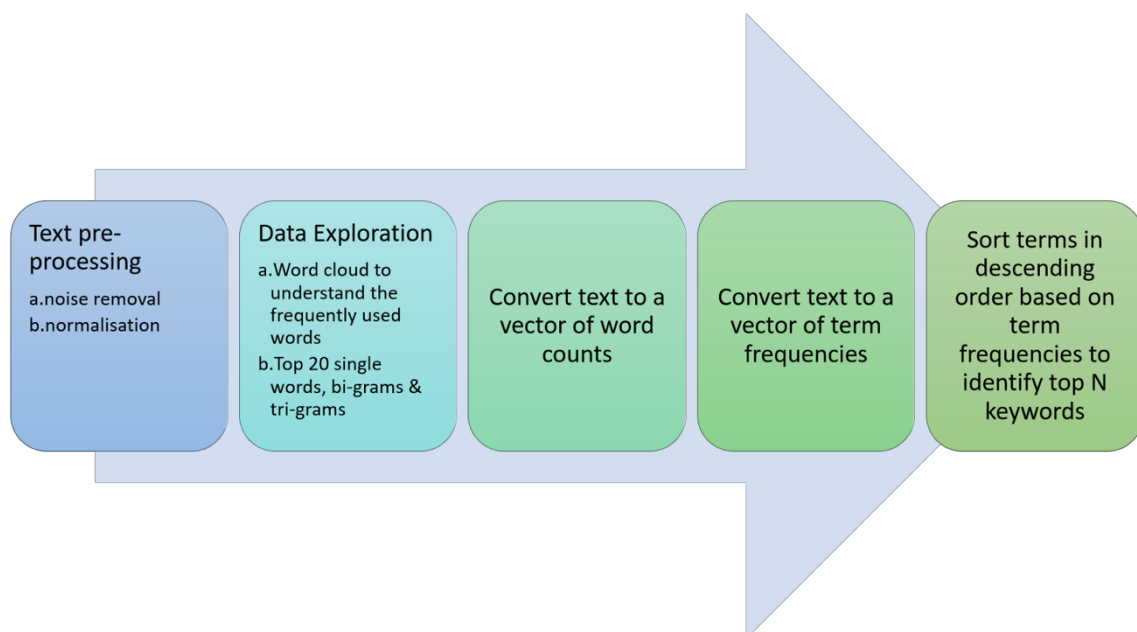 Text pre-
processing
a.noise removal
b.normalisation
Data Exploration
a.Word cloud to
understand the
frequently used
words
b.Top 20 single
words, bi-grams &
tri-grams
Convert text to a
vector of word
counts
Convert text to a
vector of term
frequencies
Sort terms in
descending
order based on
term
frequencies to
identify top N
keywords